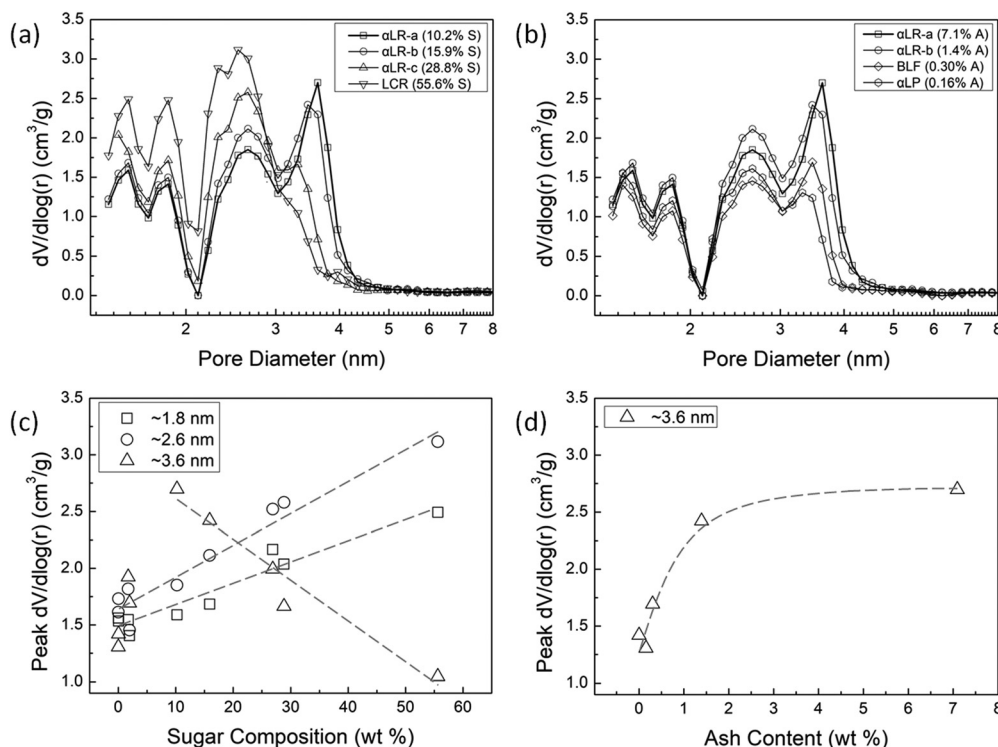 (a)
αLR-a (10.2% S)
αLR-b (15.9% S)
αLR-c (28.8% S)
LCR (55.6% S)
dV/dlog(r) (cm³/g)
3.5
3.0
2.5
2.0
1.5
1.0
0.5
0.0
2 3 4 5 6 7 8
Pore Diameter (nm)
(b)
αLR-a (7.1% A)
αLR-b (1.4% A)
BLF (0.30% A)
αLP (0.16% A)
dV/dlog(r) (cm³/g)
3.5
3.0
2.5
2.0
1.5
1.0
0.5
0.0
2 3 4 5 6 7 8
Pore Diameter (nm)
(c)
~1.8 nm
~2.6 nm
~3.6 nm
Peak dV/dlog(r) (cm³/g)
3.5
3.0
2.5
2.0
1.5
1.0
0 10 20 30 40 50 60
Sugar Composition (wt %)
(d)
~3.6 nm
Peak dV/dlog(r) (cm³/g)
3.5
3.0
2.5
2.0
1.5
1.0
0 1 2 3 4 5 6 7 8
Ash Content (wt %)